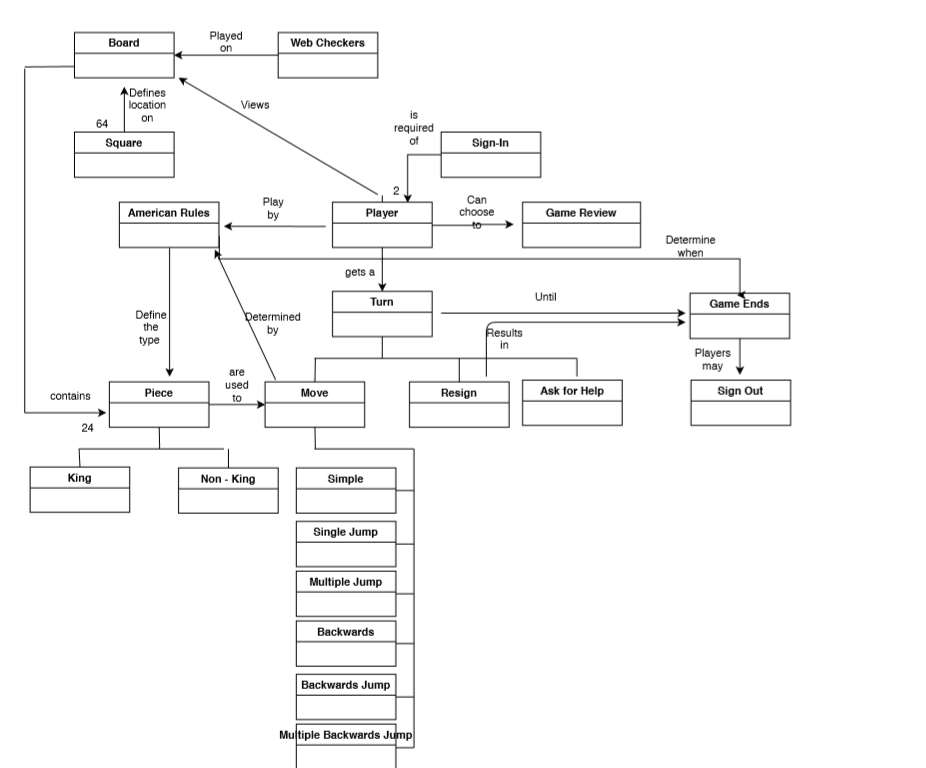 Board
Played
on
Web Checkers
Defines
location
on
64
Square
Views
is
required
of
Sign-In
2
American Rules
Play
by
Player
Can
choose
to
Game Review
Determine
when
gets a
Turn
Until
Game Ends
Define
the
type
Determined
by
Results
in
Players
may
contains
24
Piece
are
used
to
Move
Resign
Ask for Help
Sign Out
King
Non - King
Simple
Single Jump
Multiple Jump
Backwards
Backwards Jump
Multiple Backwards Jump